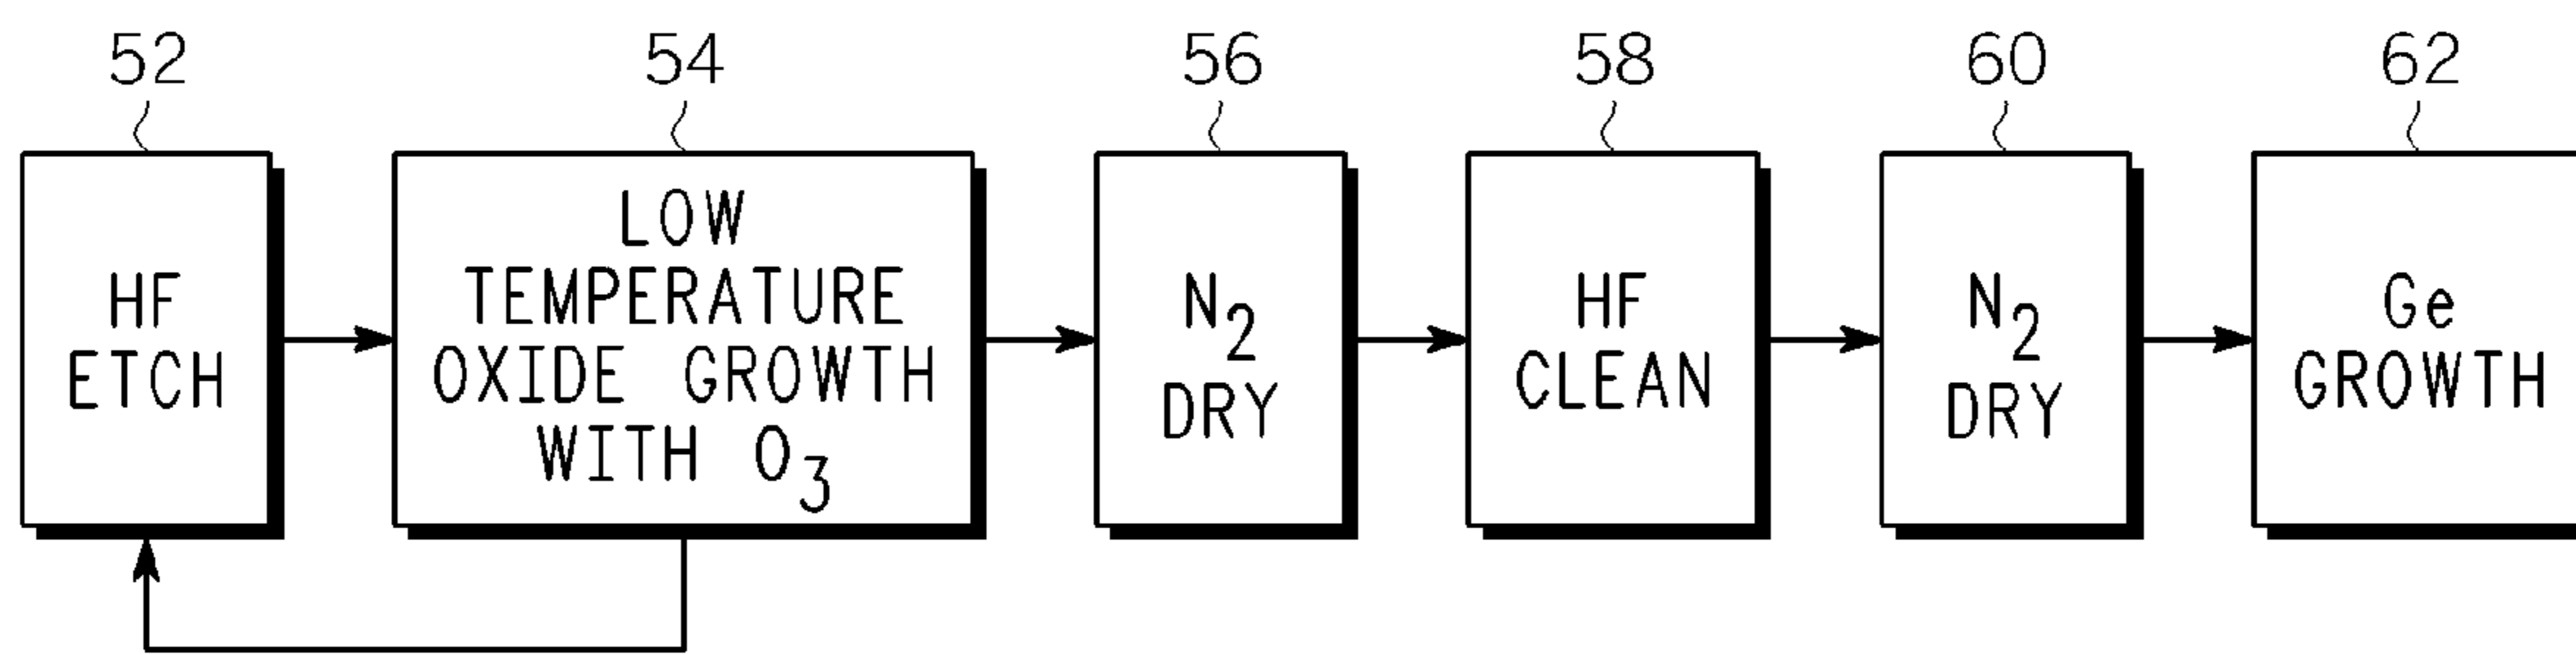 52
54
56
58
60
62
HF
ETCH
LOW
TEMPERATURE
OXIDE GROWTH
WITH O3
N2
DRY
HF
CLEAN
N2
DRY
Ge
GROWTH